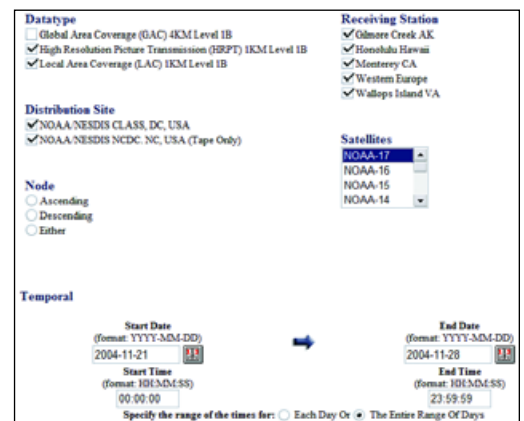 Datatype
Global Area Coverage (GAC) 4KM Level 1B
High Resolution Picture Transmission (HRPT) 1KM Level 1B
Local Area Coverage (LAC) 1KM Level 1B
Receiving Station
Gilmore Creek AK
Honolulu Hawaii
Monterey CA
Western Europe
Wallops Island VA
Distribution Site
NOAA/NESDIS CLASS, DC, USA
NOAA/NESDIS NCDC. NC, USA (Tape Only)
Satellites
NOAA-17
NOAA-16
NOAA-15
NOAA-14
Node
Ascending
Descending
Either
Temporal
Start Date
(format: YYYY-MM-DD)
2004-11-21
Start Time
(format: HH:MM:SS)
00:00:00
End Date
(format: YYYY-MM-DD)
2004-11-28
End Time
(format: HH:MM:SS)
23:59:59
Specify the range of the times for: Each Day Or The Entire Range Of Days